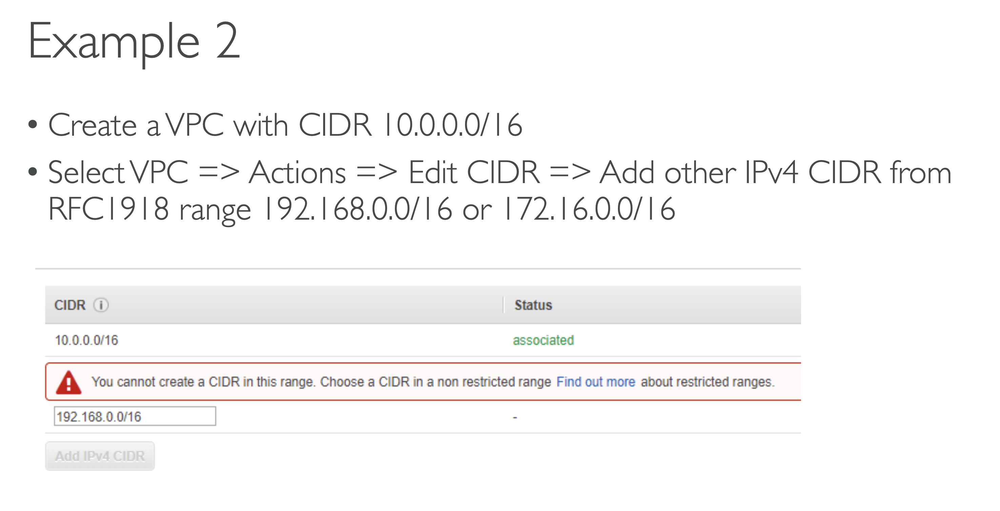 Example 2
• Create a VPC with CIDR 10.0.0.0/16
• Select VPC => Actions => Edit CIDR => Add other IPv4 CIDR from
RFC1918 range 192.168.0.0/16 or 172.16.0.0/16
CIDR i Status
10.0.0.0/16 associated
You cannot create a CIDR in this range. Choose a CIDR in a non restricted range Find out more about restricted ranges.
192.168.0.0/16 -
Add IPv4 CIDR